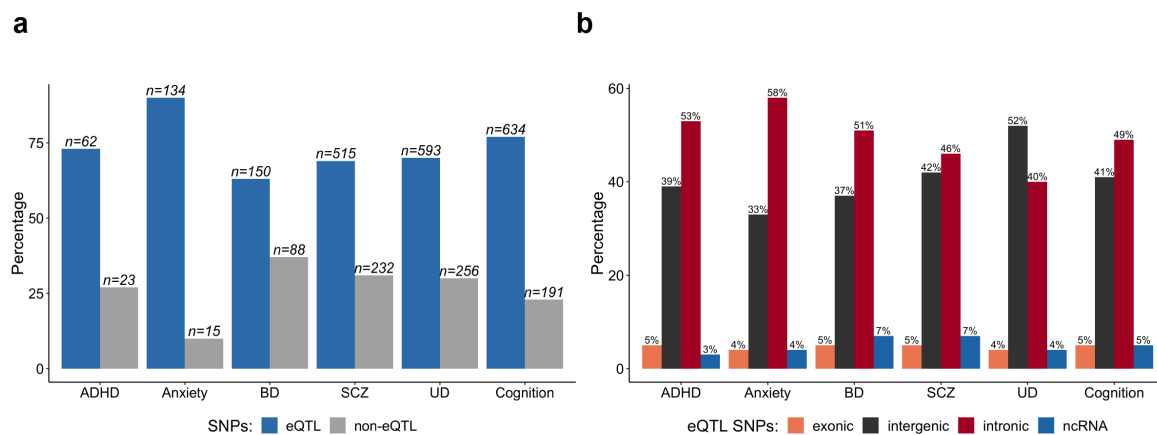 a
Percentage
75
50
25
0
n=62
n=23
n=134
n=15
n=150
n=88
n=515
n=232
n=593
n=256
n=634
n=191
ADHD Anxiety BD SCZ UD Cognition
SNPs: eQTL non-eQTL
b
Percentage
60
40
20
0
5% 39% 53% 3%
4% 33% 58% 4%
5% 37% 51% 7%
5% 42% 46% 7%
4% 52% 40% 4%
5% 41% 49% 5%
ADHD Anxiety BD SCZ UD Cognition
eQTL SNPs: exonic intergenic intronic ncRNA